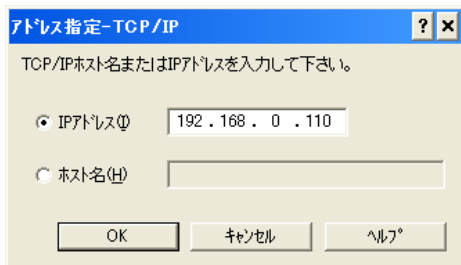 ｱﾄﾞﾚｽ指定-TCP/IP
TCP/IPﾎｽﾄ名またはIPｱﾄﾞﾚｽを入力して下さい。
IPｱﾄﾞﾚｽ(I) 192 . 168 . 0 . 110
ﾎｽﾄ名(H)
OK ｷｬﾝｾﾙ ﾍﾙﾌﾟ